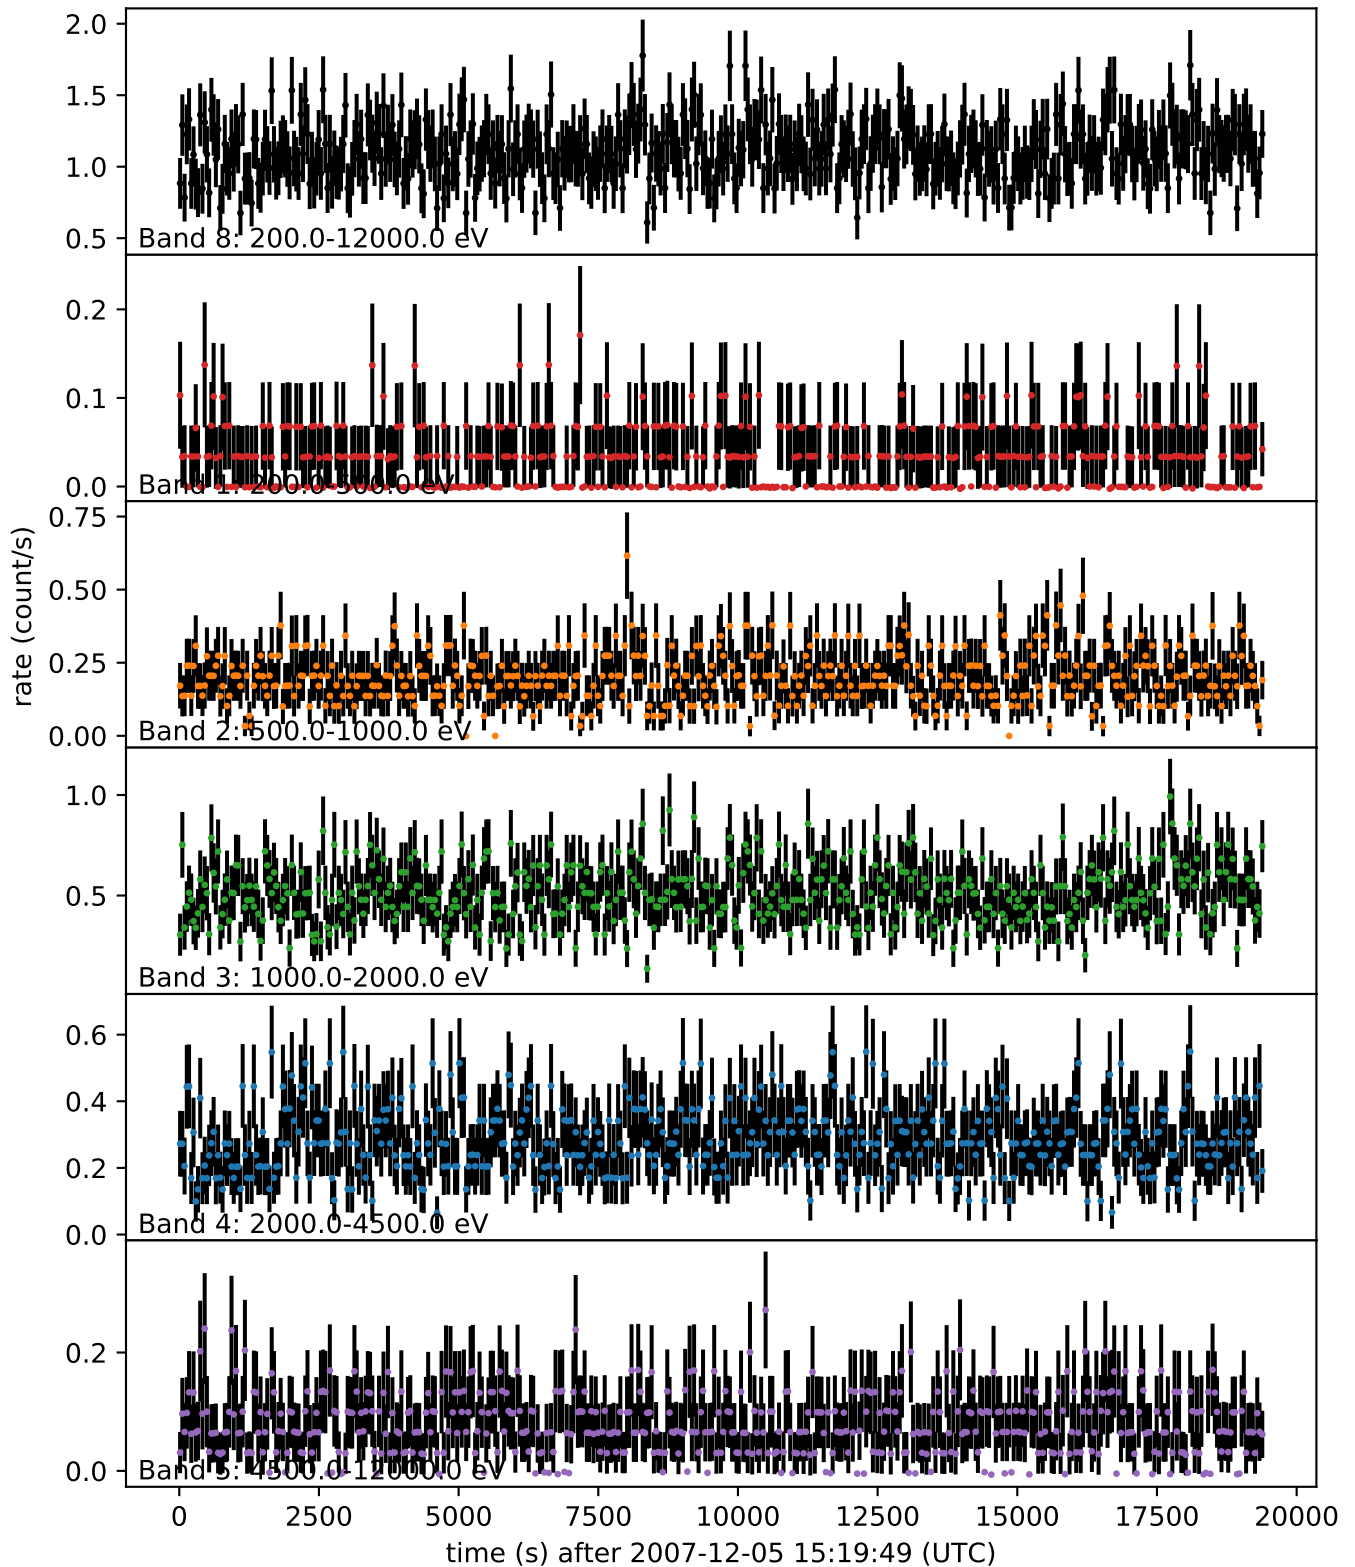 2.0
1.5
1.0
0.5
Band 8: 200.0-12000.0 eV
0.2
0.1
0.0
Band 1: 200.0-500.0 eV
0.75
0.50
0.25
0.00
Band 2: 500.0-1000.0 eV
rate (count/s)
1.0
0.5
Band 3: 1000.0-2000.0 eV
0.6
0.4
0.2
0.0
Band 4: 2000.0-4500.0 eV
0.2
0.0
Band 5: 4500.0-12000.0 eV
0 2500 5000 7500 10000 12500 15000 17500 20000
time (s) after 2007-12-05 15:19:49 (UTC)